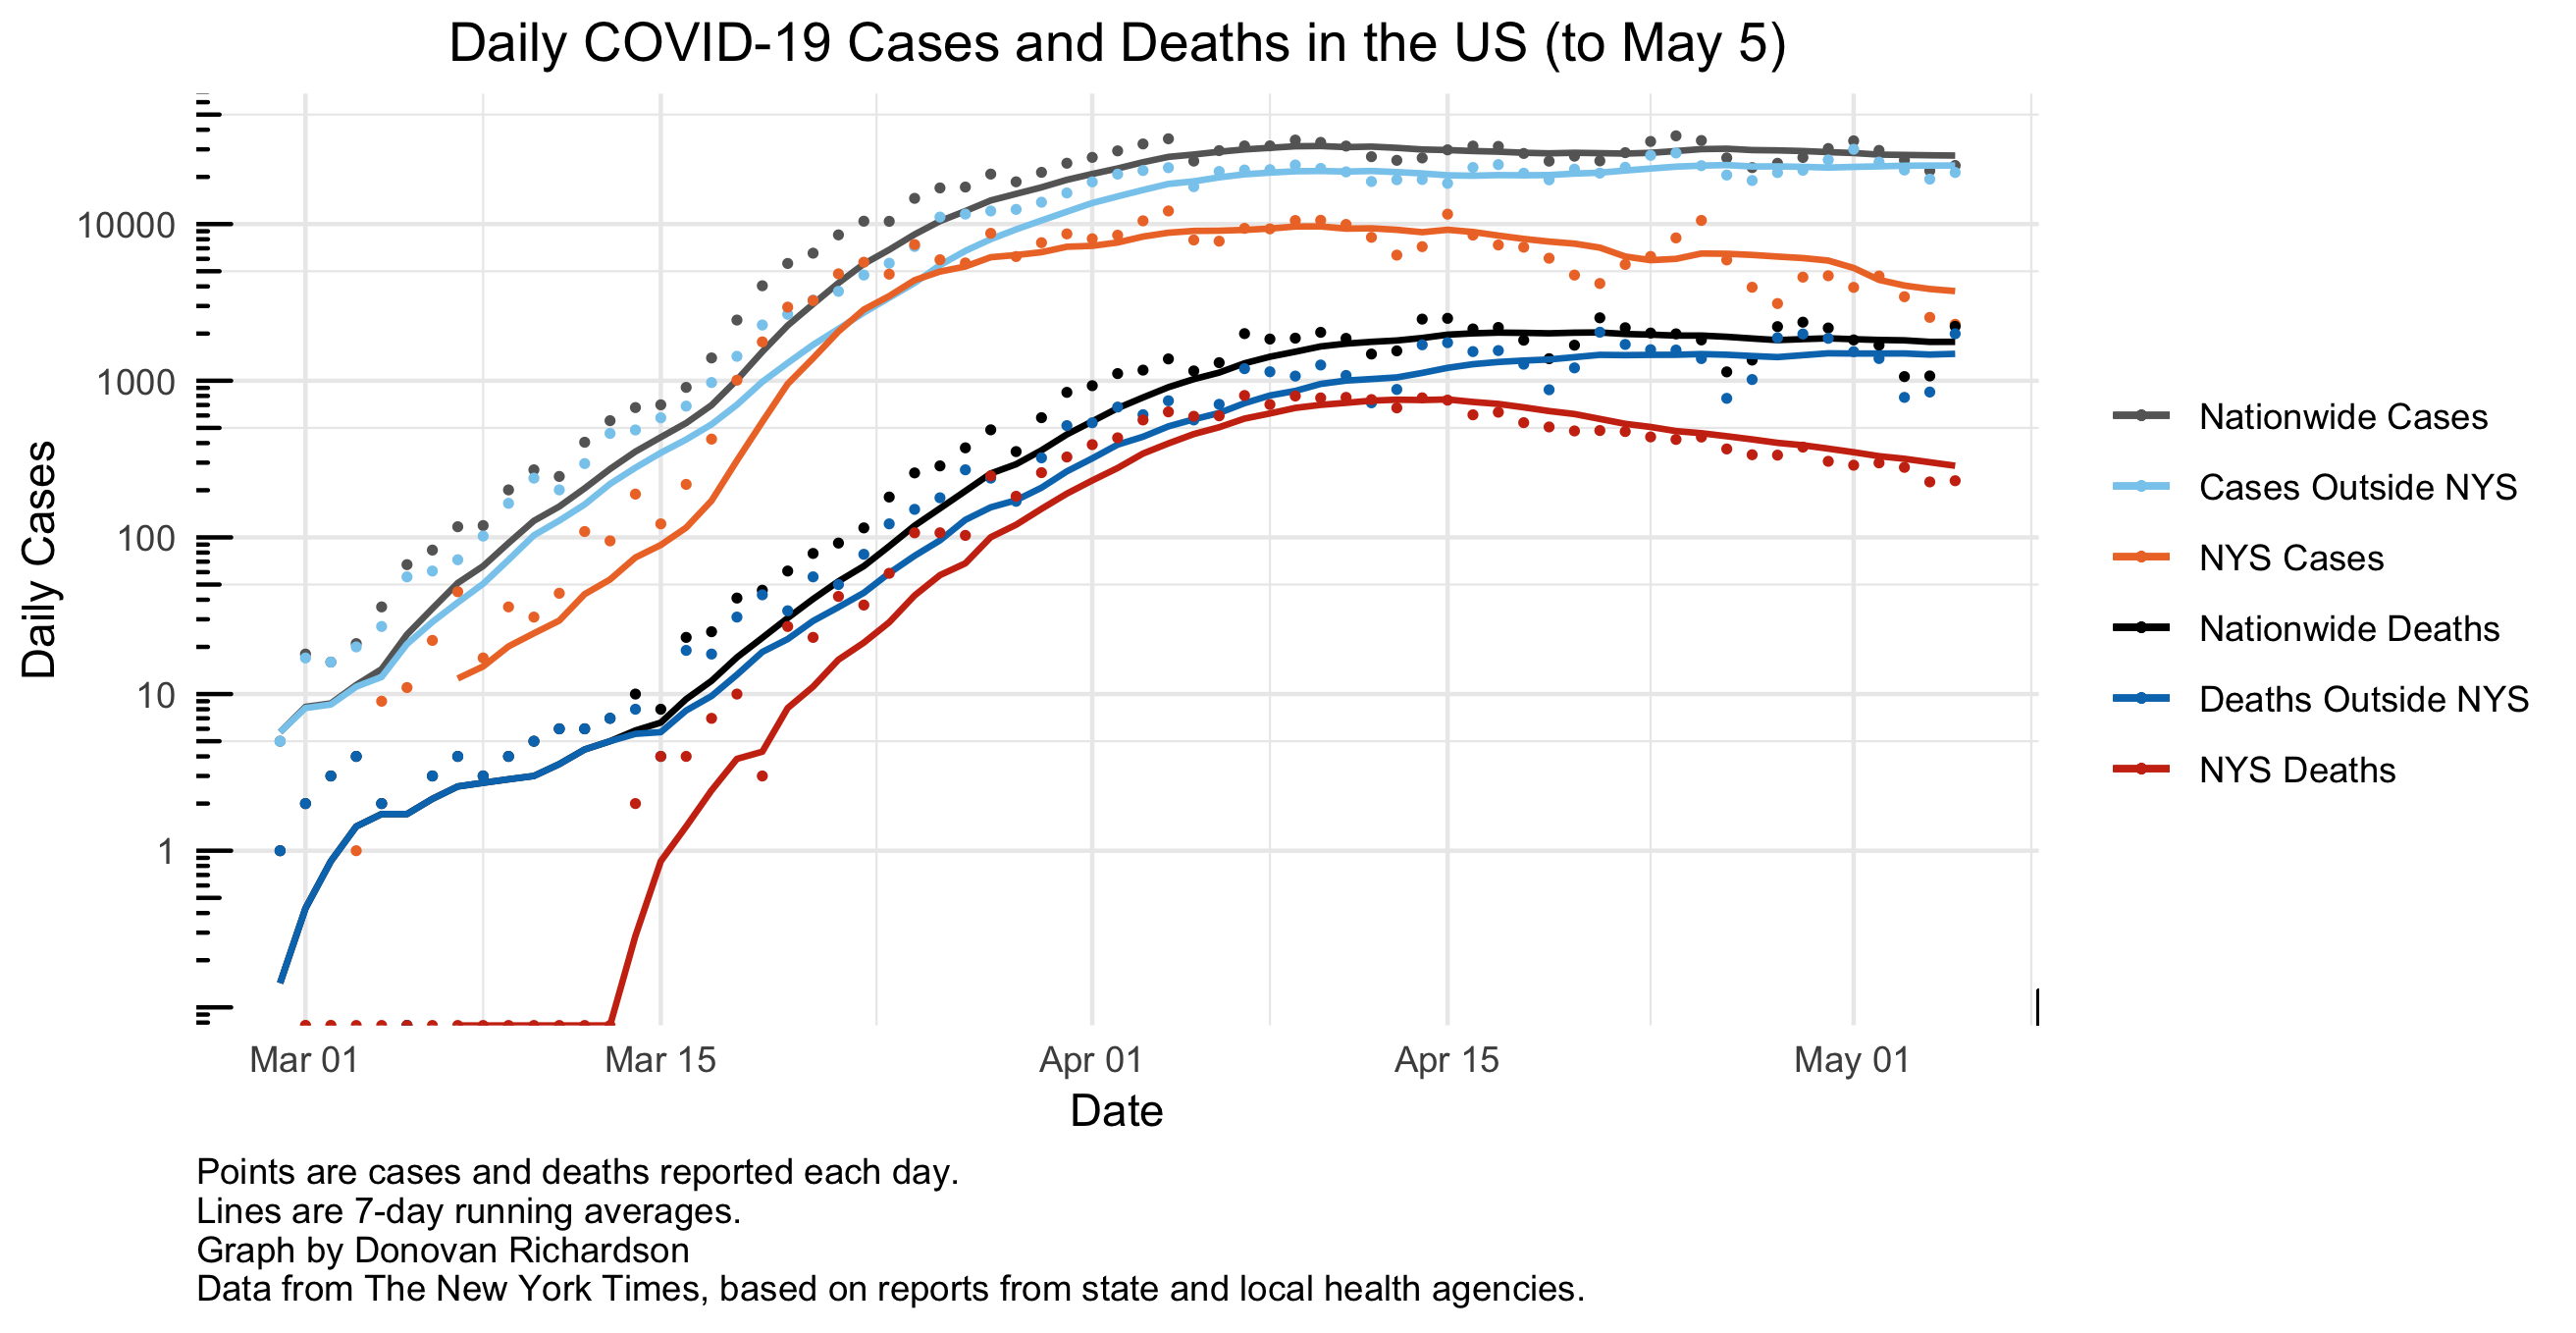 Daily COVID-19 Cases and Deaths in the US (to May 5)
Daily Cases
10000
1000
100
10
1
Mar 01
Mar 15
Apr 01
Apr 15
May 01
Date
Nationwide Cases
Cases Outside NYS
NYS Cases
Nationwide Deaths
Deaths Outside NYS
NYS Deaths
Points are cases and deaths reported each day.
Lines are 7-day running averages.
Graph by Donovan Richardson
Data from The New York Times, based on reports from state and local health agencies.